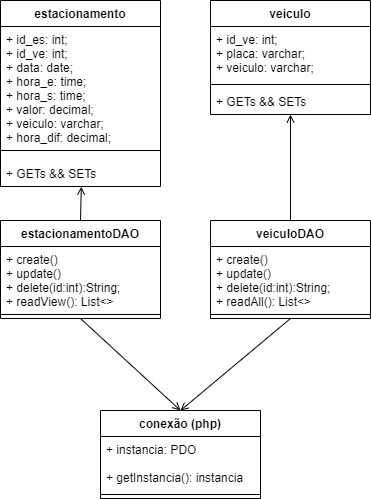 estacionamento
+ id_es: int;
+ id_ve: int;
+ data: date;
+ hora_e: time;
+ hora_s: time;
+ valor: decimal;
+ veiculo: varchar;
+ hora_dif: decimal;
+ GETs && SETs
veiculo
+ id_ve: int;
+ placa: varchar;
+ veiculo: varchar;
+ GETs && SETs
estacionamentoDAO
+ create()
+ update()
+ delete(id:int):String;
+ readView(): List<>
veiculoDAO
+ create()
+ update()
+ delete(id:int):String;
+ readAll(): List<>
conexão (php)
+ instancia: PDO
+ getInstancia(): instancia